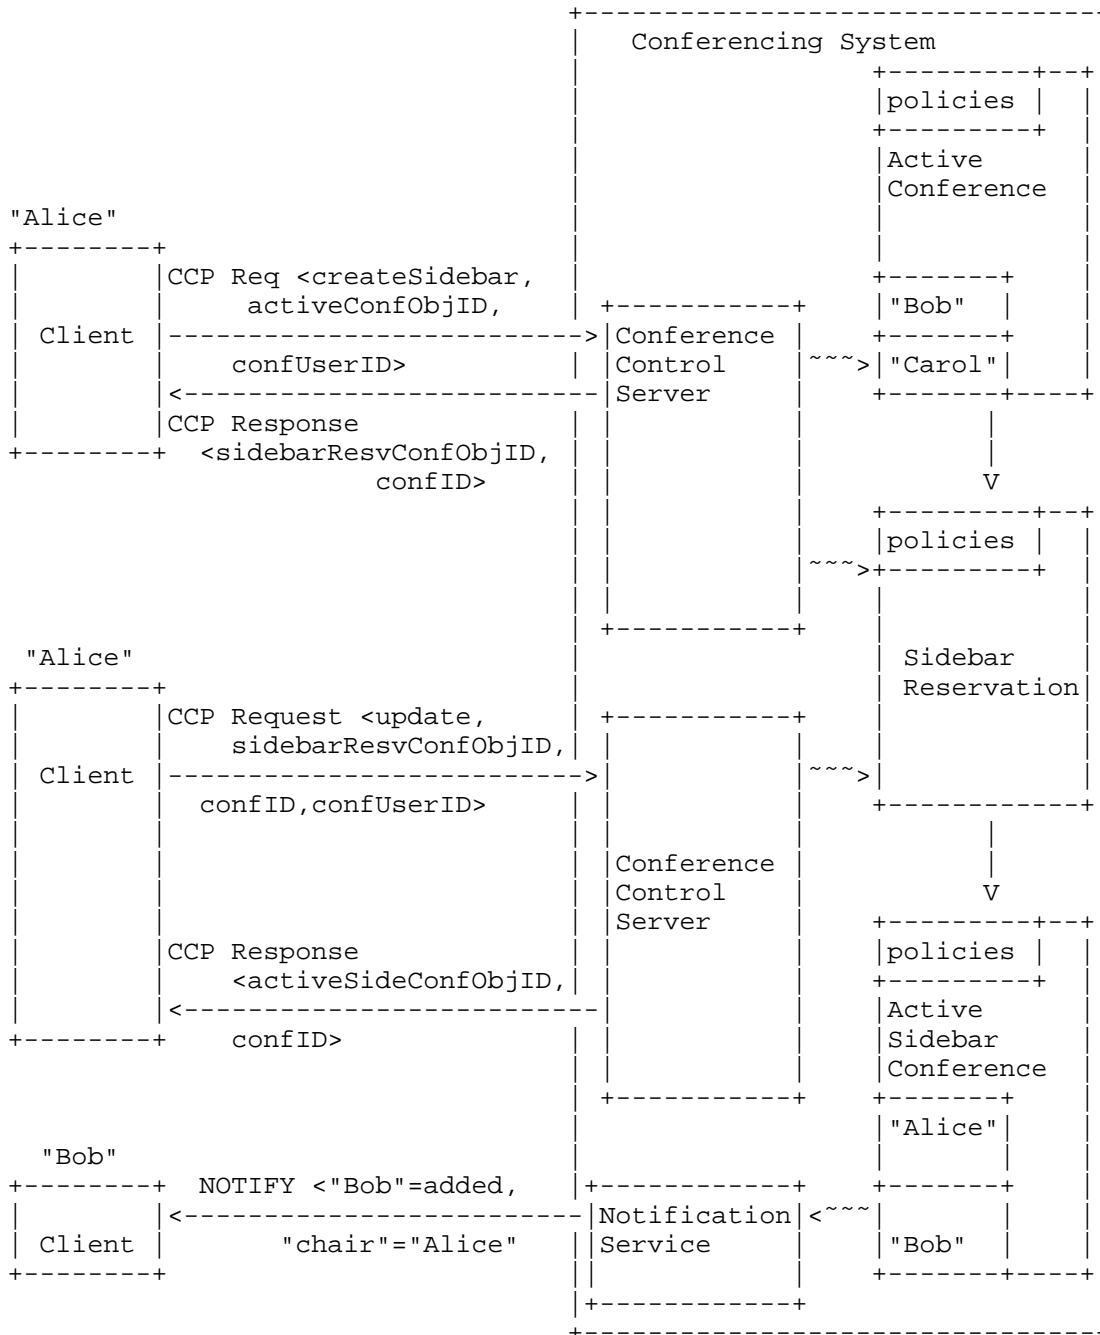 Conferencing System
policies
Active
Conference
"Alice"
CCP Req <createSidebar,
activeConfObjID,
"Bob"
Client
Conference
confUserID>
Control
~~~>
"Carol"
Server
CCP Response
<sidebarResvConfObjID,
confID>
V
policies
~~~>
"Alice"
Sidebar
Reservation
CCP Request <update,
sidebarResvConfObjID,
Client
~~~>
confID,confUserID>
Conference
Control
V
Server
CCP Response
policies
<activeSideConfObjID,
Active
confID>
Sidebar
Conference
"Alice"
"Bob"
NOTIFY <"Bob"=added,
Notification
<~~~
Client
"chair"="Alice"
Service
"Bob"